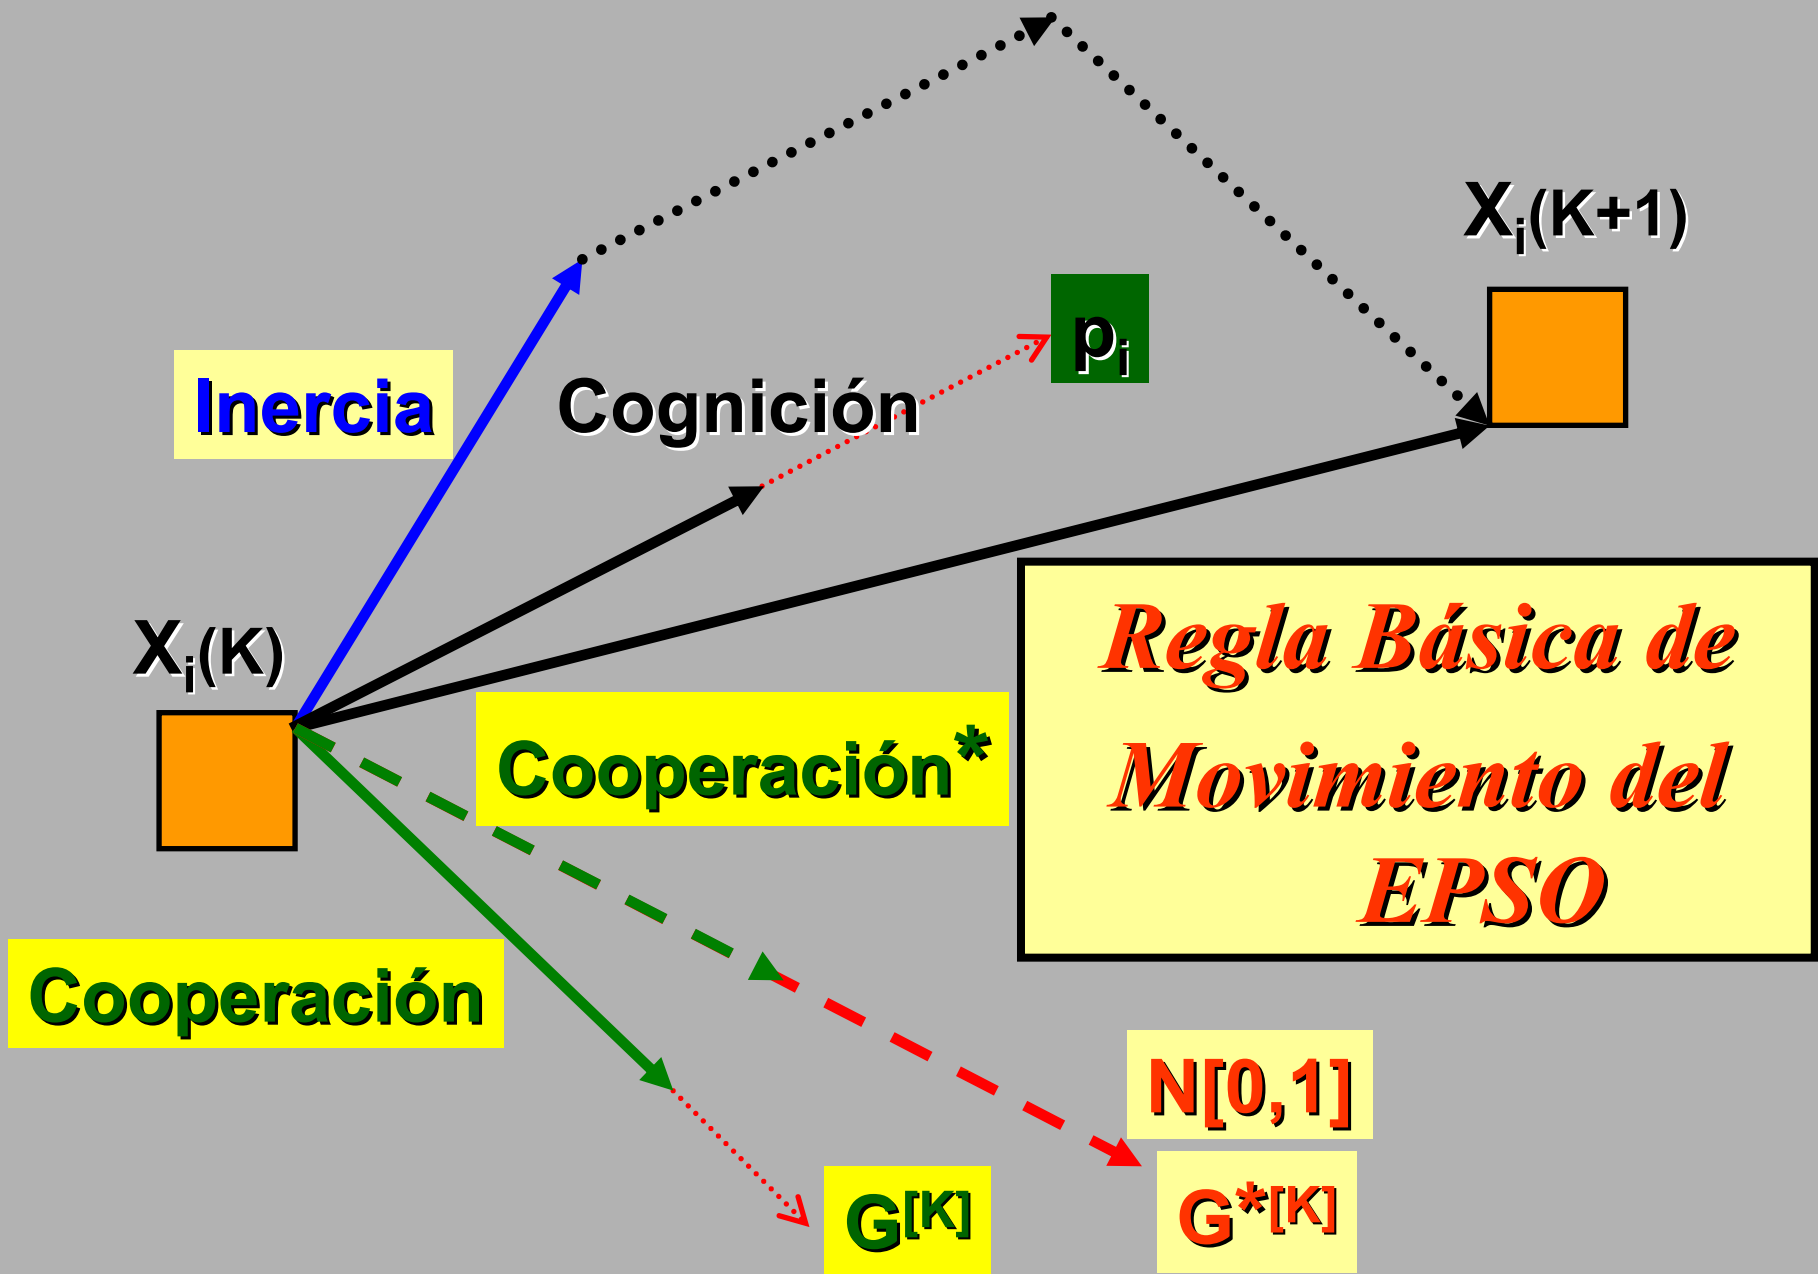 Xi(K+1)
pi
Inercia
Cognición
Xi(K)
Regla Básica de
Movimiento del
EPSO
Cooperación*
Cooperación
N[0,1]
G[K]
G*[K]